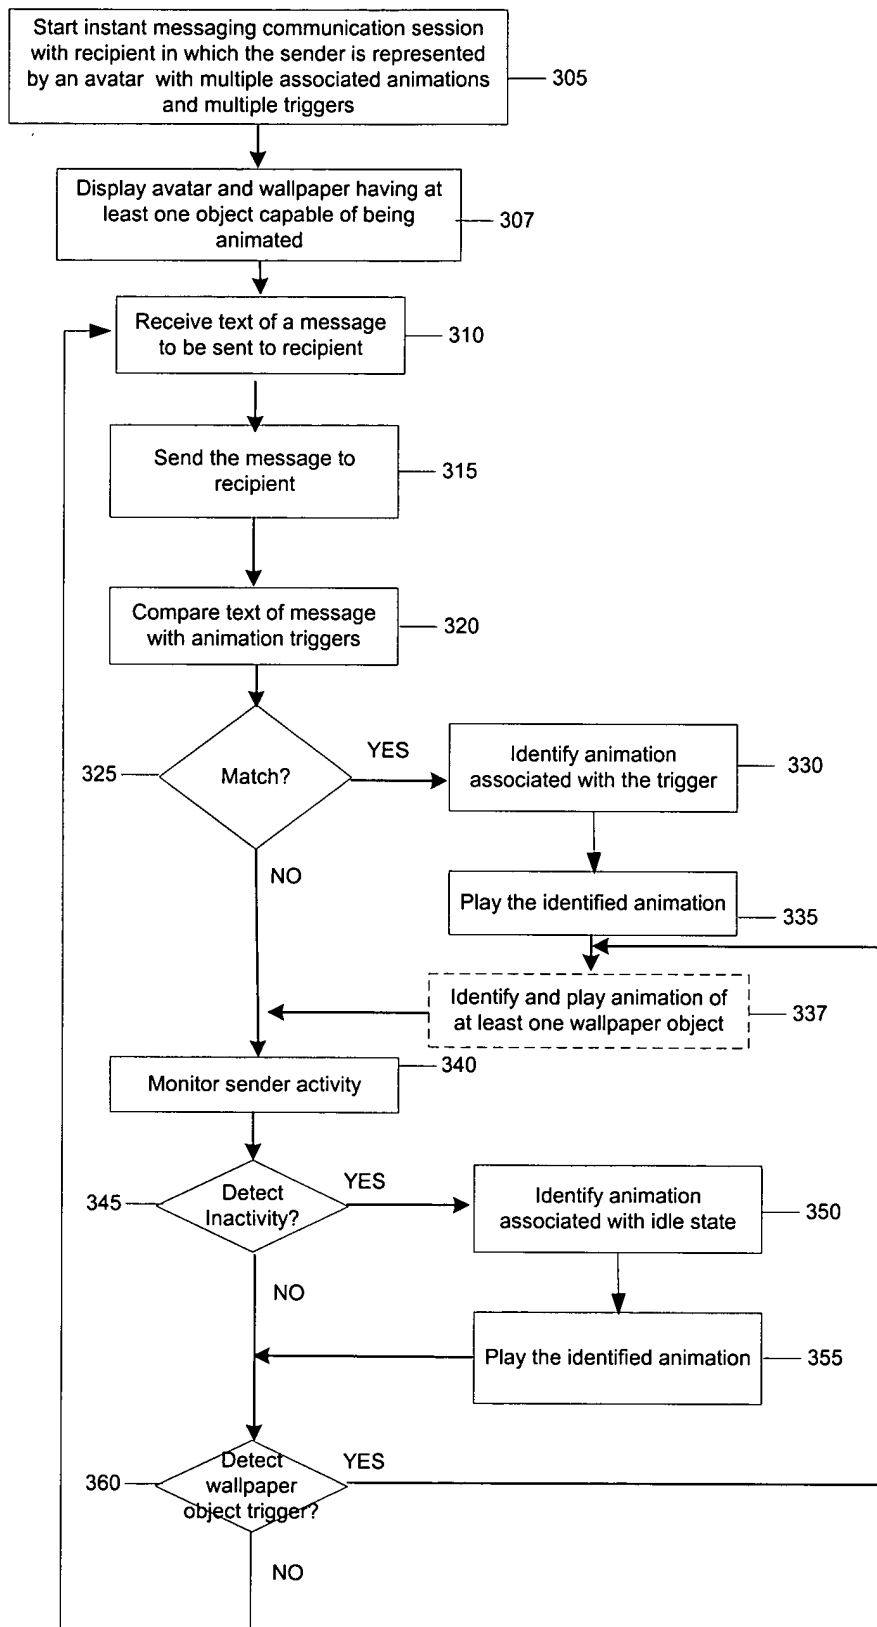 Start instant messaging communication session
with recipient in which the sender is represented
by an avatar with multiple associated animations
and multiple triggers
305
Display avatar and wallpaper having at
least one object capable of being
animated
307
Receive text of a message
to be sent to recipient
310
Send the message to
recipient
315
Compare text of message
with animation triggers
320
325
Match?
YES
Identify animation
associated with the trigger
330
NO
Play the identified animation
335
Identify and play animation of
at least one wallpaper object
337
Monitor sender activity
340
345
Detect
Inactivity?
YES
Identify animation
associated with idle state
350
NO
Play the identified animation
355
360
Detect
wallpaper
object trigger?
YES
NO